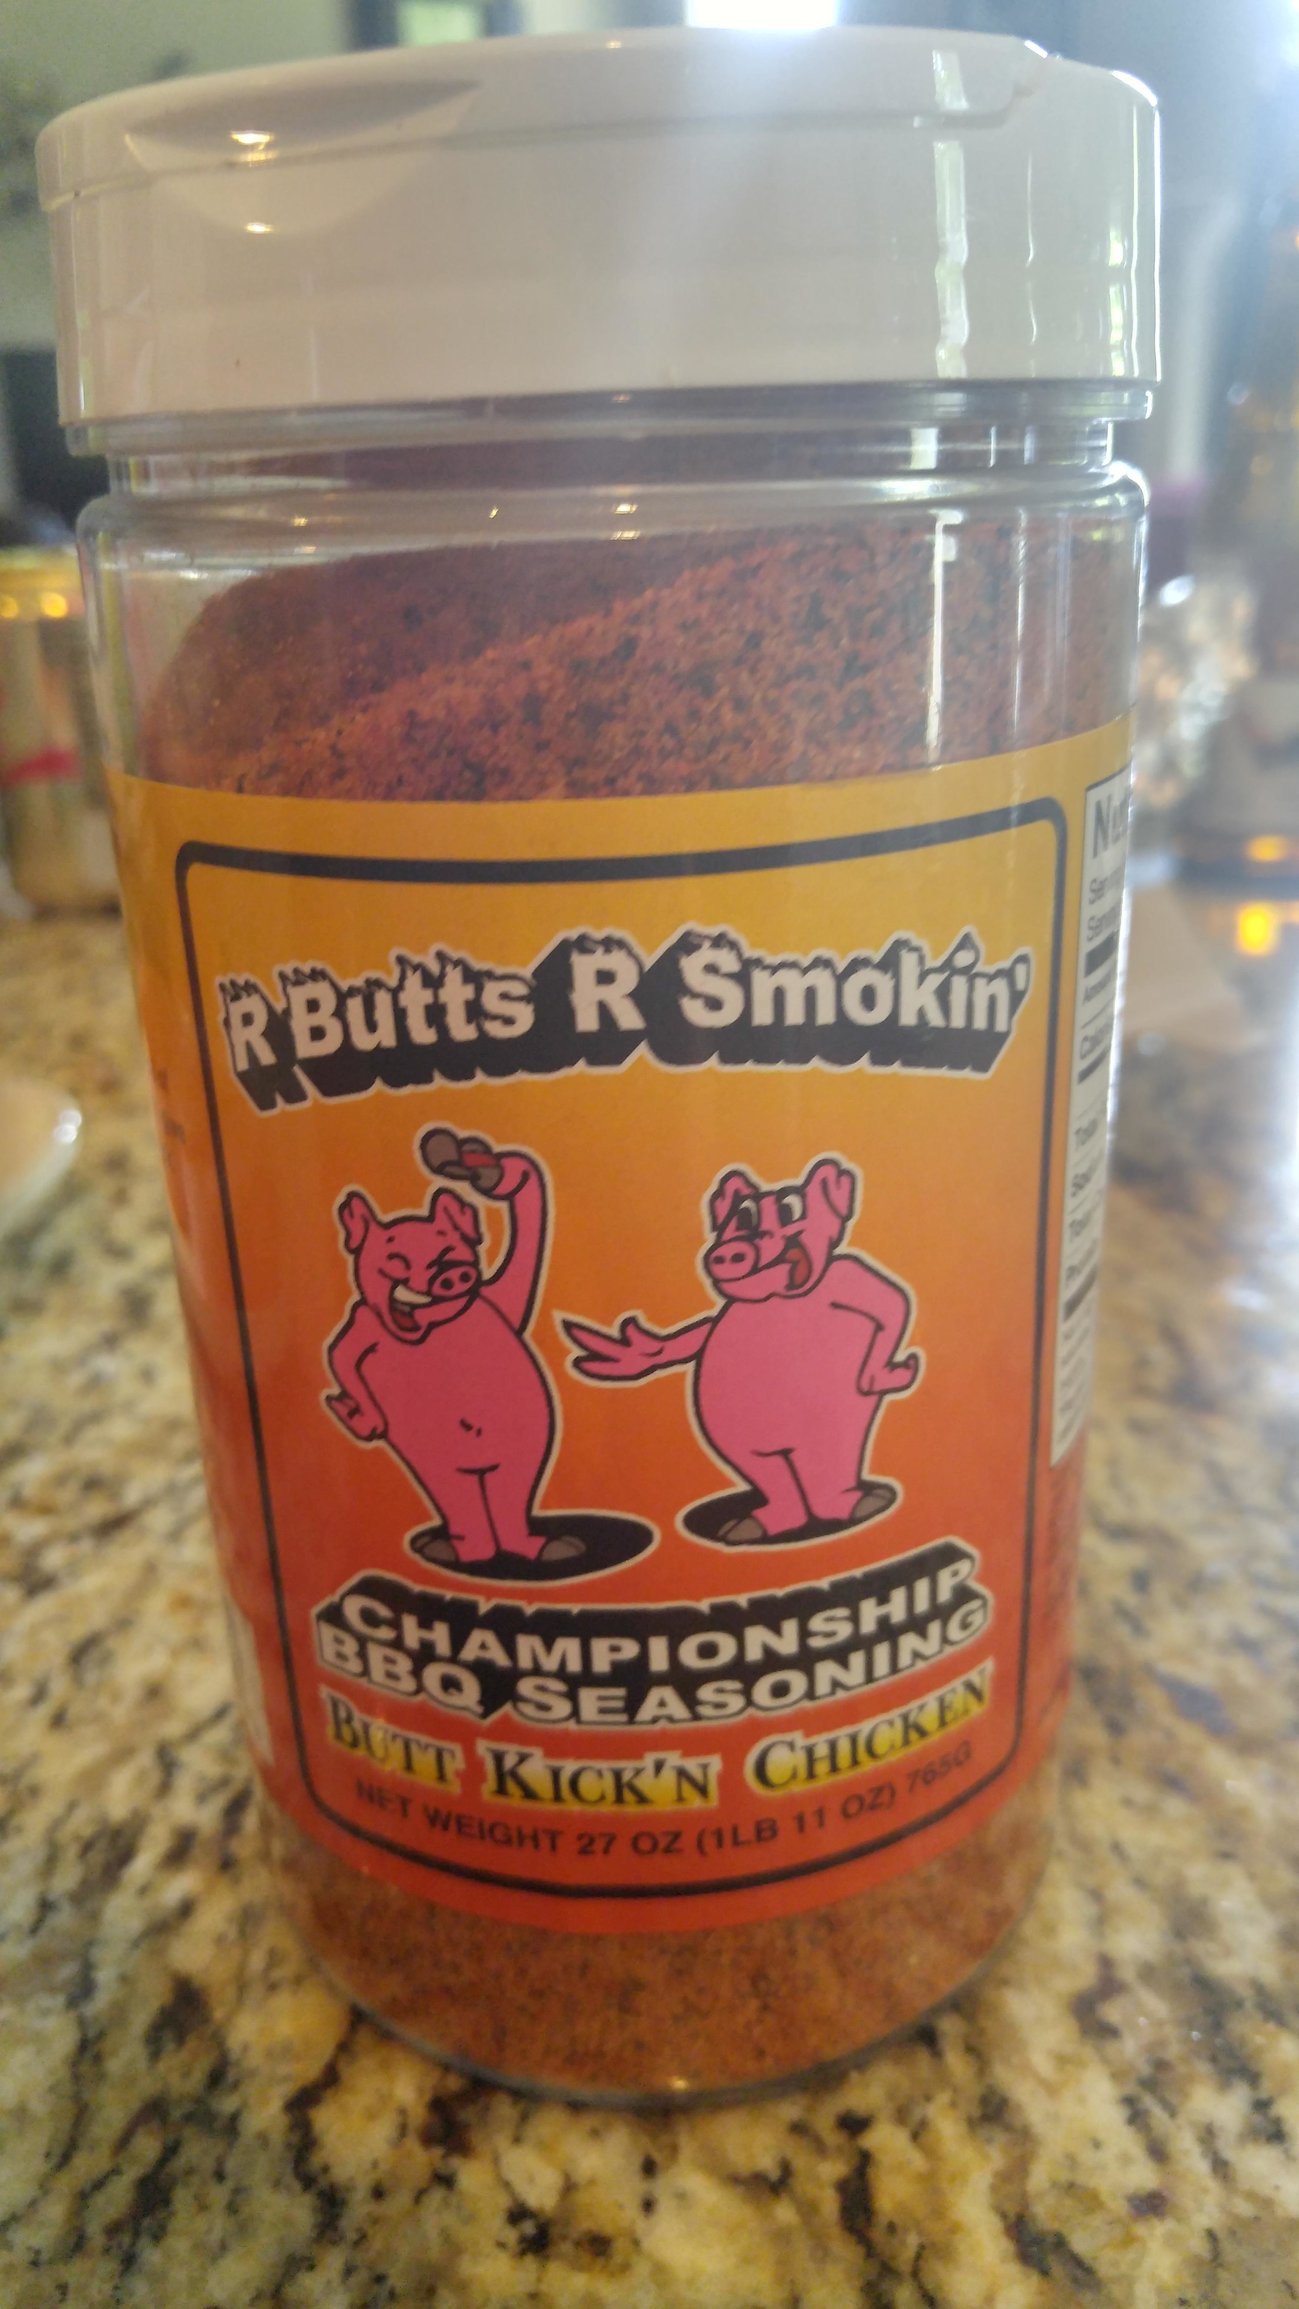 R Butts R Smokin'
CHAMPIONSHIP
BBQ SEASONING
BUTT KICK'N CHICKEN
NET WEIGHT 27 OZ (1LB 11 OZ) 765G